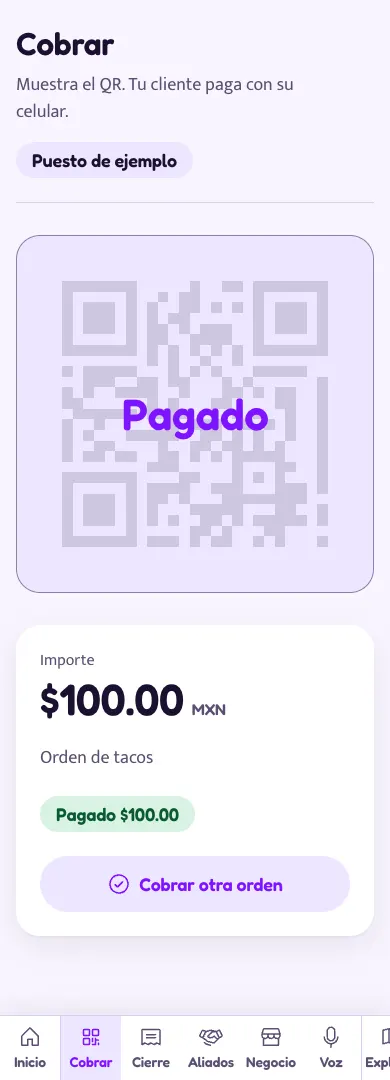 Cobrar
Muestra el QR. Tu cliente paga con su
celular.
Puesto de ejemplo
Pagado
Importe
$100.00 MXN
Orden de tacos
Pagado $100.00
Cobrar otra orden
Inicio
Cobrar
Cierre
Aliados
Negocio
Voz
Expl